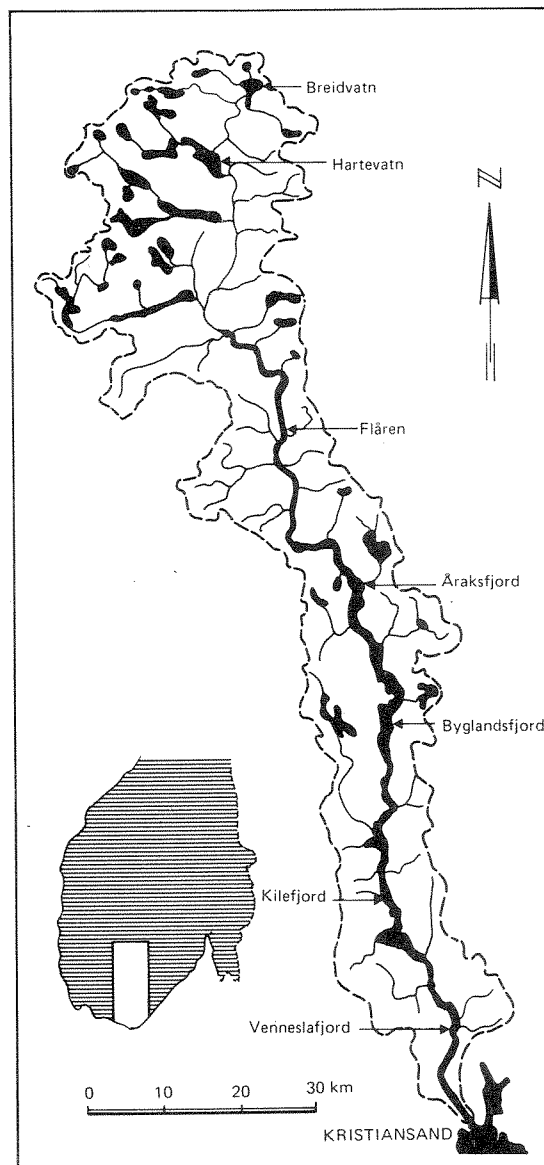 Breidvatn
Hartevatn
N
Flåren
Åraksfjord
Byglandsfjord
Kilefjord
Venneslafjord
0 10 20 30 km
KRISTIANSAND